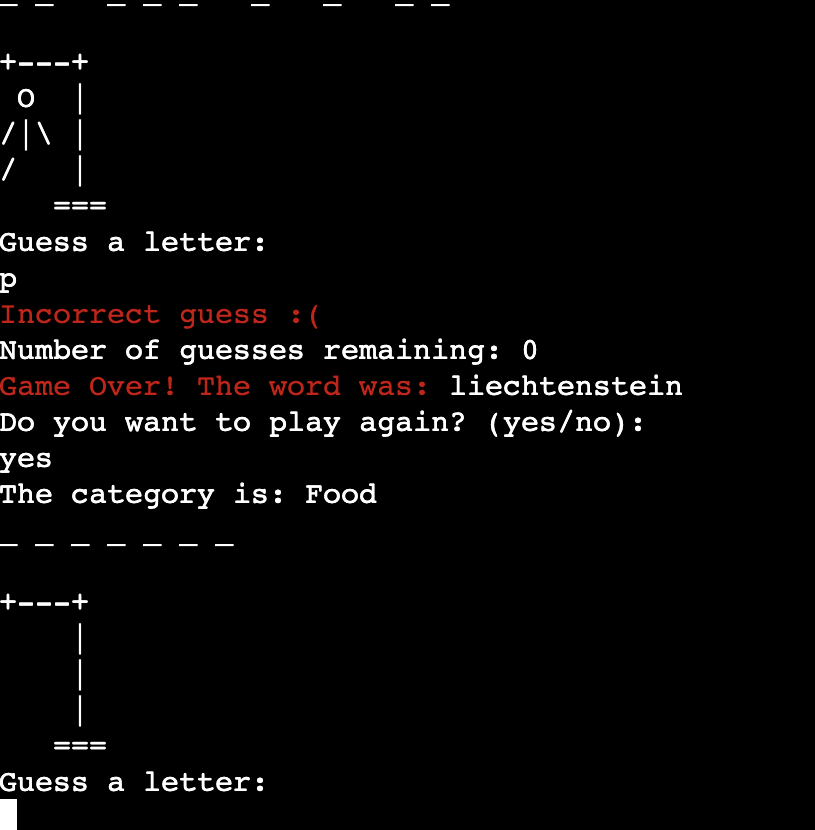 _ _   _ _ _   _   _   _ _
+---+
 o  |
/|\ |
/   |
   ===
Guess a letter:
p
Incorrect guess :(
Number of guesses remaining: 0
Game Over! The word was: liechtenstein
Do you want to play again? (yes/no):
yes
The category is: Food
_ _ _ _ _ _ _
+---+
    |
    |
    |
   ===
Guess a letter: